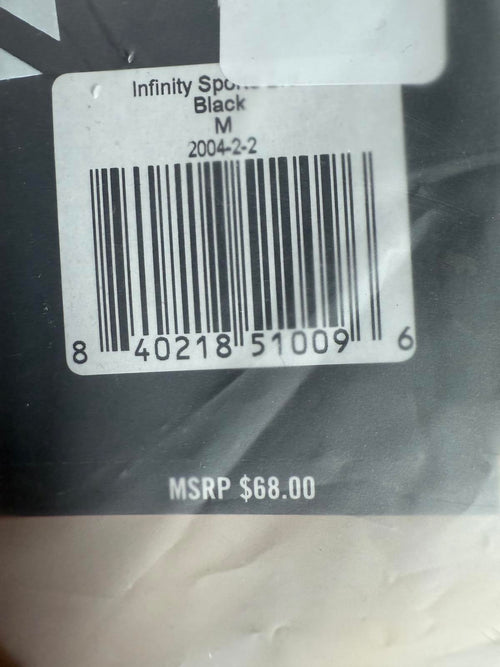 Infinity
Black
M
2004-2-2
8 40218 51009 6
MSRP $68.00